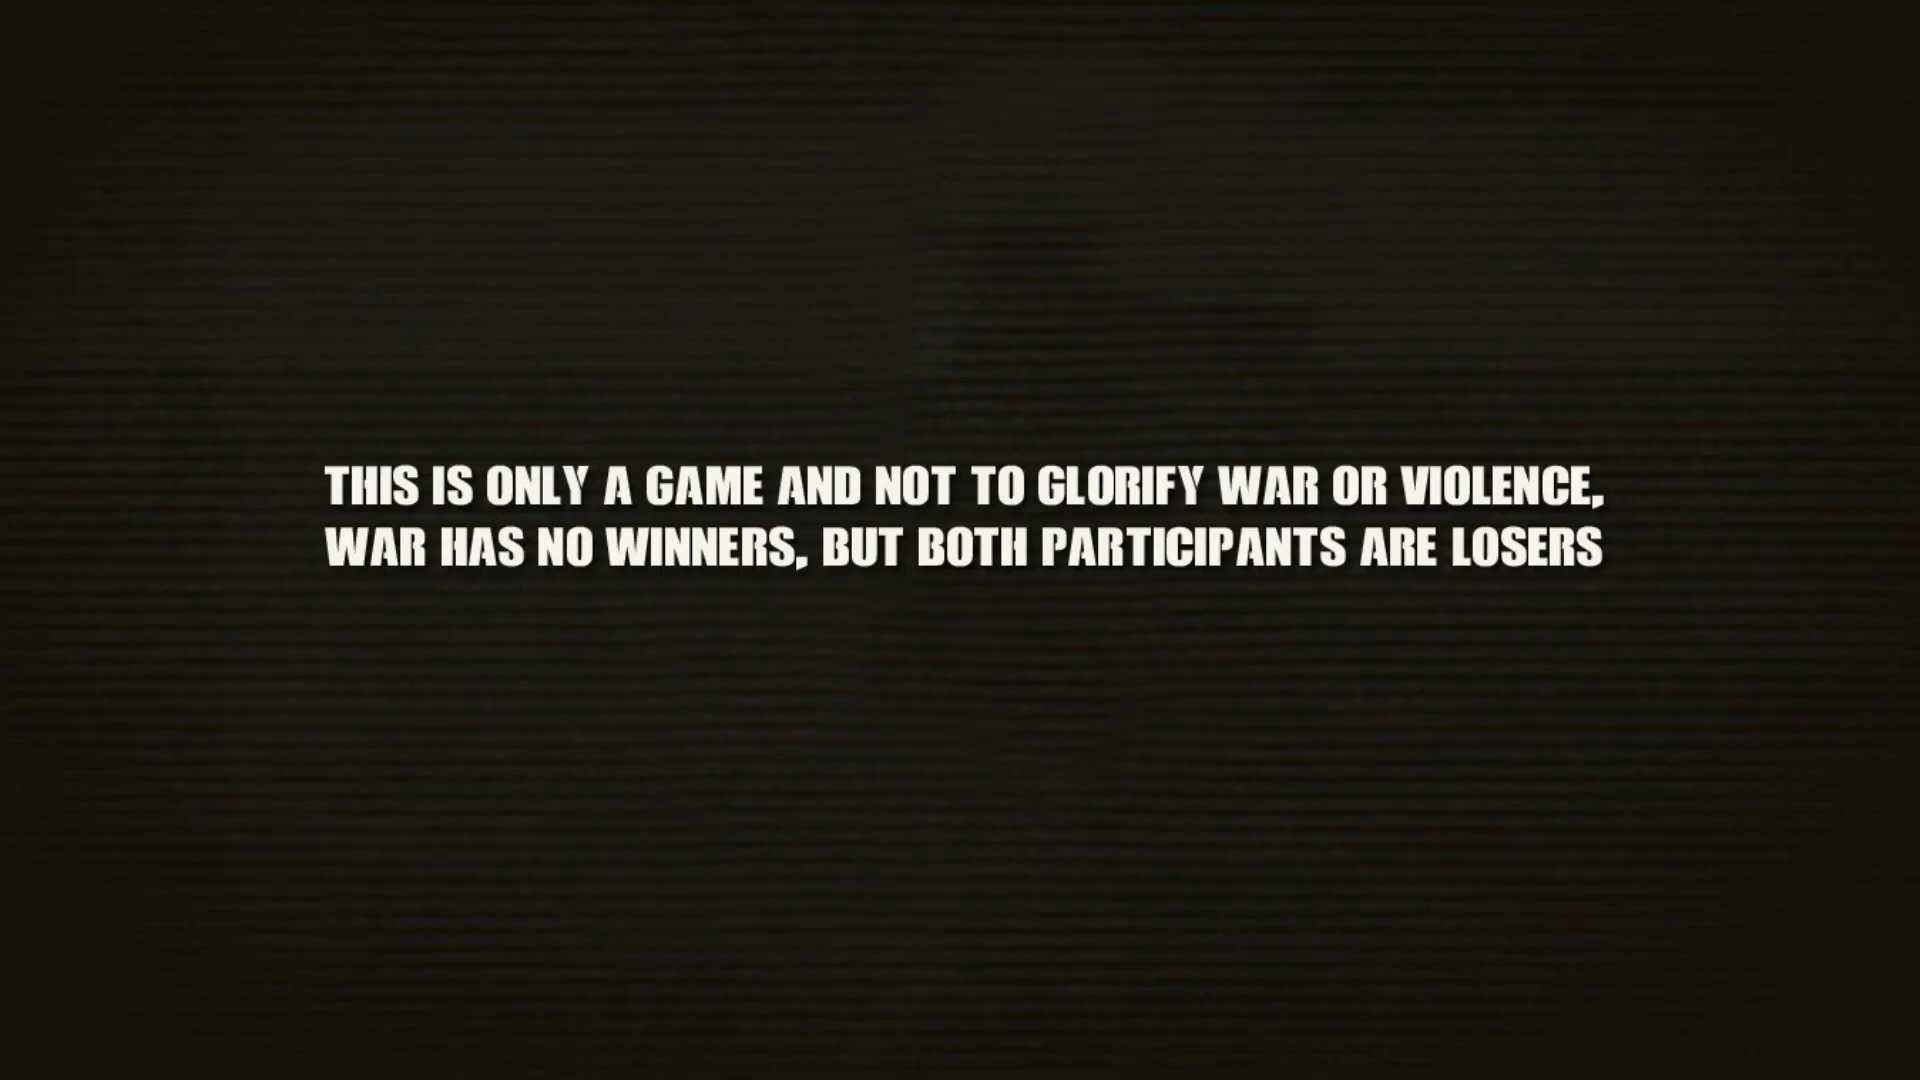 THIS IS ONLY A GAME AND NOT TO GLORIFY WAR OR VIOLENCE,
WAR HAS NO WINNERS, BUT BOTH PARTICIPANTS ARE LOSERS